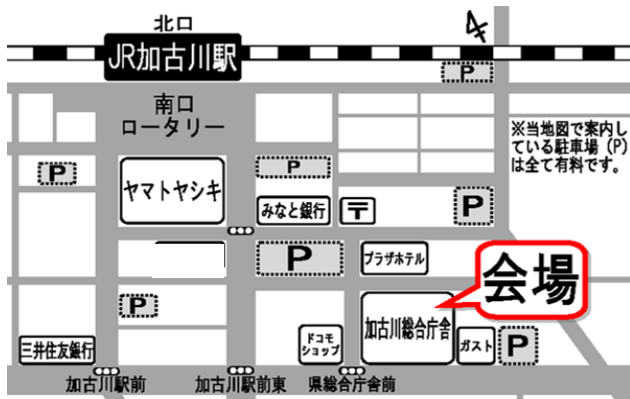 北口
JR加古川駅
P
南口
ロータリー
※当地図で案内し
ている駐車場（P）
は全て有料です。
P
ヤマトヤシキ
P
みなと銀行
〒
P
P
プラザホテル
会場
P
加古川総合庁舎
ドコモ
ショップ
ガスト
P
三井住友銀行
加古川駅前
加古川駅前東
県総合庁舎前